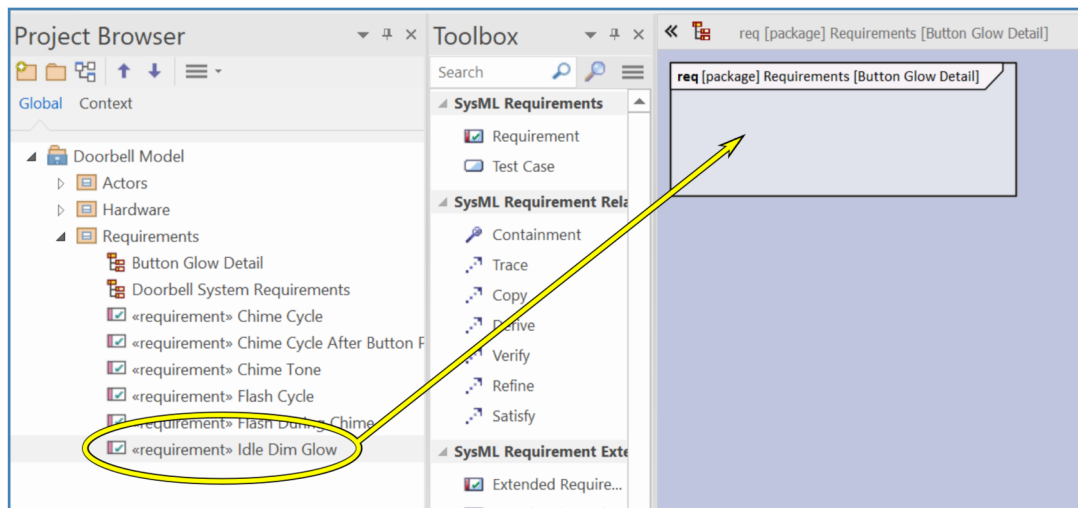 Project Browser
Global Context
Doorbell Model
Actors
Hardware
Requirements
Button Glow Detail
Doorbell System Requirements
«requirement» Chime Cycle
«requirement» Chime Cycle After Button P
«requirement» Chime Tone
«requirement» Flash Cycle
«requirement» Flash During Chime
«requirement» Idle Dim Glow
Toolbox
Search
SysML Requirements
Requirement
Test Case
SysML Requirement Rela
Containment
Trace
Copy
Derive
Verify
Refine
Satisfy
SysML Requirement Exte
Extended Require...
req [package] Requirements [Button Glow Detail]
req [package] Requirements [Button Glow Detail]